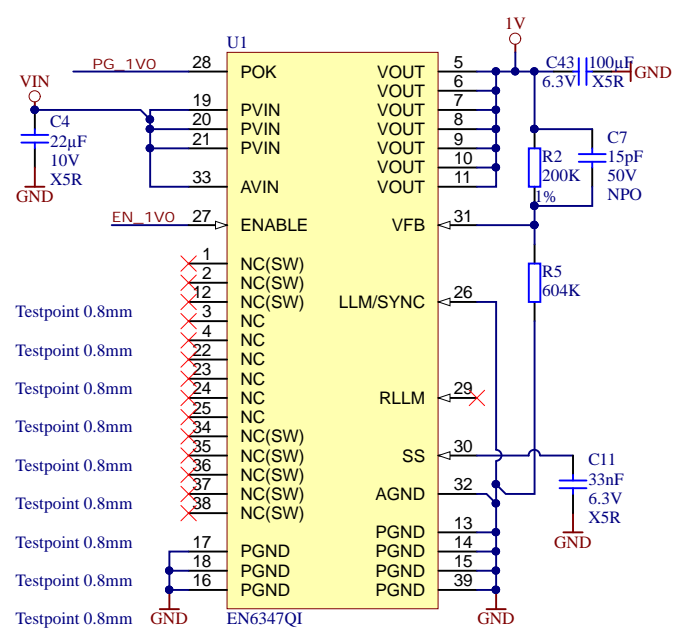 1V
U1
PG_1V0
28
POK
VOUT
5
C43
100µF
6.3V
X5R
GND
VOUT
6
VIN
19
PVIN
VOUT
7
20
PVIN
VOUT
8
21
PVIN
VOUT
9
VOUT
10
33
AVIN
VOUT
11
C4
22µF
10V
X5R
GND
R2
200K
1%
C7
15pF
50V
NPO
EN_1V0
27
ENABLE
VFB
31
1
NC(SW)
2
NC(SW)
12
NC(SW)
LLM/SYNC
26
R5
604K
3
NC
4
NC
22
NC
23
NC
24
NC
RLLM
29
25
NC
34
NC(SW)
35
NC(SW)
SS
30
36
NC(SW)
37
NC(SW)
AGND
32
38
NC(SW)
C11
33nF
6.3V
X5R
GND
PGND
13
17
PGND
PGND
14
18
PGND
PGND
15
16
PGND
PGND
39
GND
EN6347QI
GND
Testpoint 0.8mm
Testpoint 0.8mm
Testpoint 0.8mm
Testpoint 0.8mm
Testpoint 0.8mm
Testpoint 0.8mm
Testpoint 0.8mm
Testpoint 0.8mm
Testpoint 0.8mm